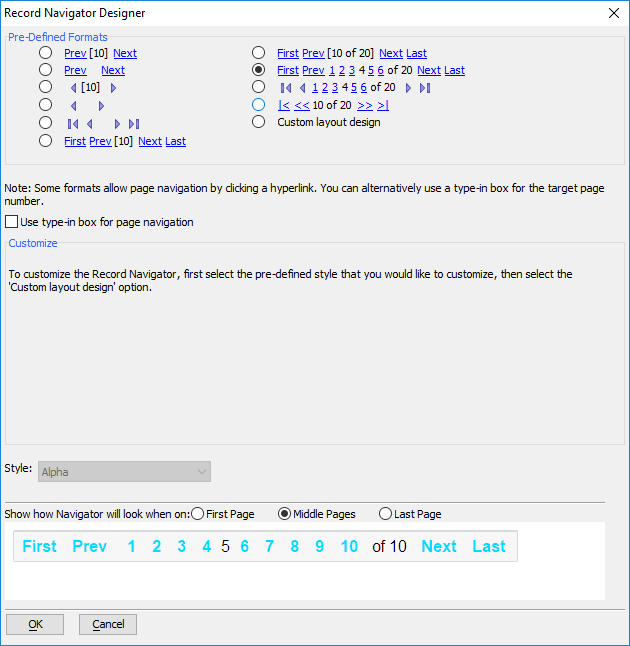 Record Navigator Designer
Pre-Defined Formats
Prev [10] Next
Prev Next
[10]
First Prev [10] Next Last
First Prev [10 of 20] Next Last
First Prev 1 2 3 4 5 6 of 20 Next Last
1 2 3 4 5 6 of 20
|< << 10 of 20 >> >|
Custom layout design
Note: Some formats allow page navigation by clicking a hyperlink. You can alternatively use a type-in box for the target page
number.
Use type-in box for page navigation
Customize
To customize the Record Navigator, first select the pre-defined style that you would like to customize, then select the
'Custom layout design' option.
Style: Alpha
Show how Navigator will look when on: First Page Middle Pages Last Page
First Prev 1 2 3 4 5 6 7 8 9 10 of 10 Next Last
OK Cancel